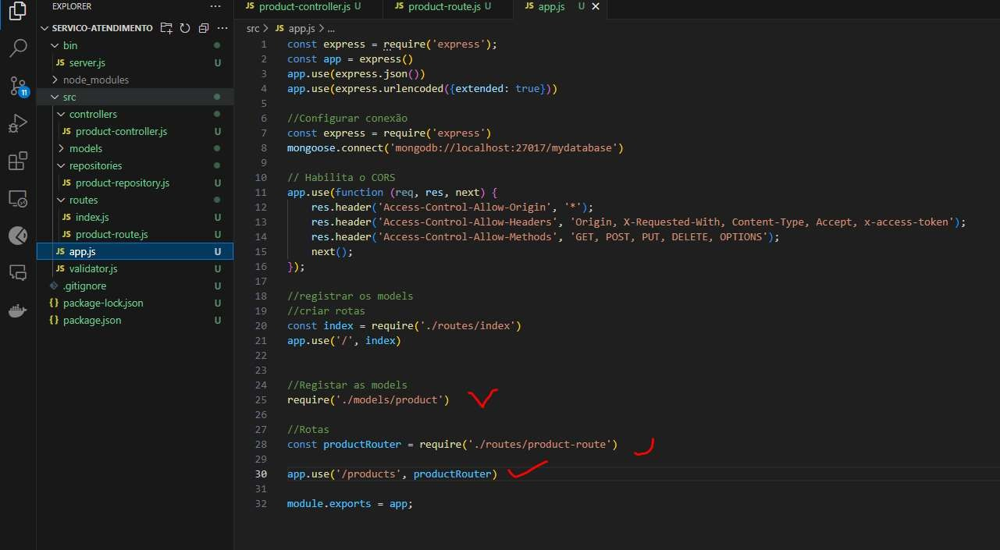 EXPLORER
SERVICO-ATENDIMENTO
bin
JS server.js U
node_modules
src
controllers
JS product-controller.js U
models
repositories
JS product-repository.js U
routes
JS index.js U
JS product-route.js U
JS app.js U
JS validator.js U
.gitignore U
{} package-lock.json U
{} package.json U
11
JS product-controller.js U
JS product-route.js U
JS app.js U
src > JS app.js > ...
1 const express = require('express');
2 const app = express()
3 app.use(express.json())
4 app.use(express.urlencoded({extended: true}))
5
6 //Configurar conexão
7 const express = require('express')
8 mongoose.connect('mongodb://localhost:27017/mydatabase')
9
10 // Habilita o CORS
11 app.use(function (req, res, next) {
12 res.header('Access-Control-Allow-Origin', '*');
13 res.header('Access-Control-Allow-Headers', 'Origin, X-Requested-With, Content-Type, Accept, x-access-token');
14 res.header('Access-Control-Allow-Methods', 'GET, POST, PUT, DELETE, OPTIONS');
15 next();
16 });
17
18 //registrar os models
19 //criar rotas
20 const index = require('./routes/index')
21 app.use('/', index)
22
23
24 //Registar as models
25 require('./models/product')
26
27 //Rotas
28 const productRouter = require('./routes/product-route')
29
30 app.use('/products', productRouter)
31
32 module.exports = app;